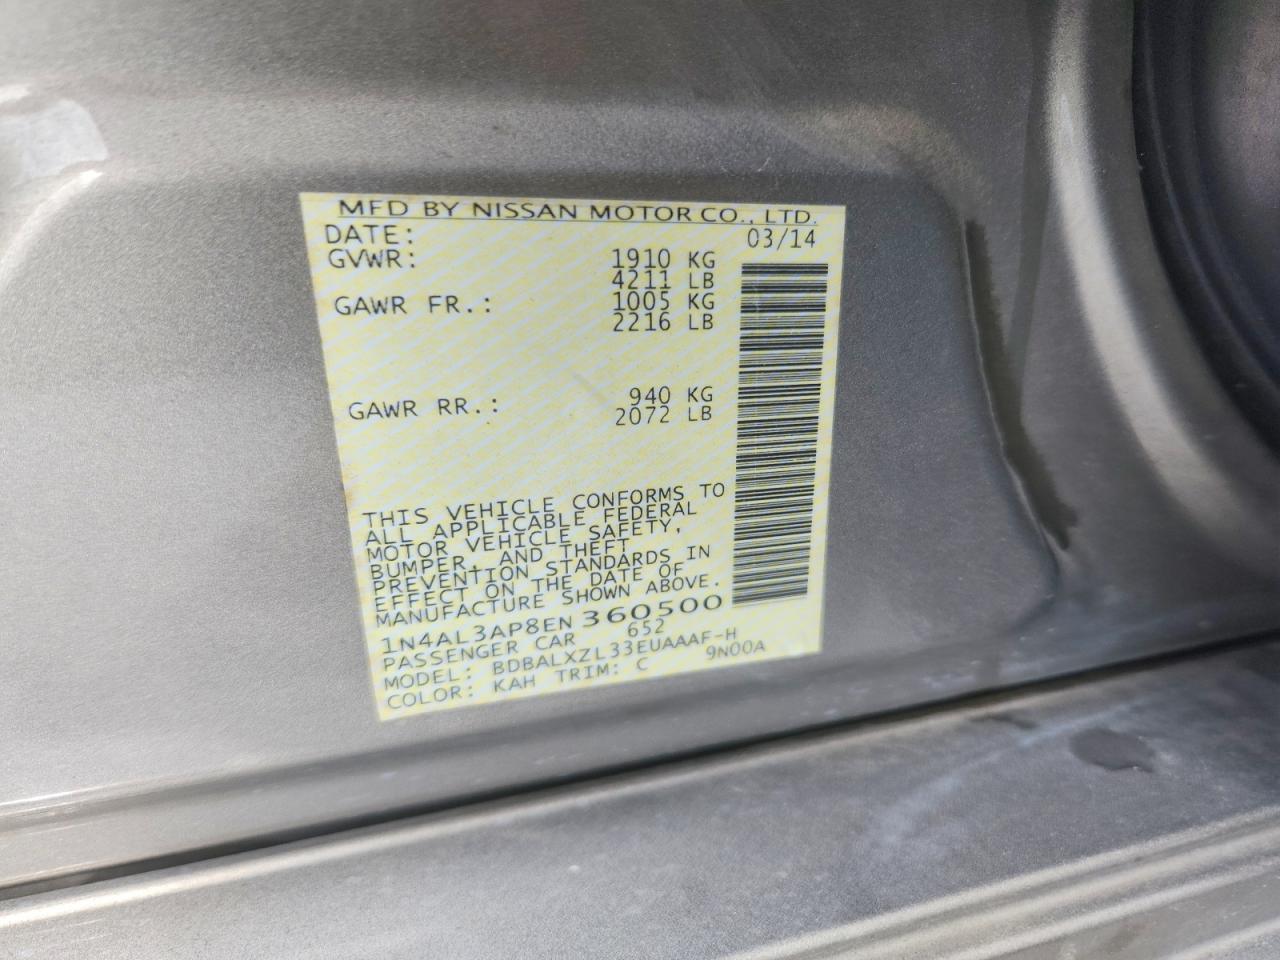 MFD BY NISSAN MOTOR CO., LTD.
DATE: 03/14
GVWR: 1910 KG
4211 LB
GAWR FR.: 1005 KG
2216 LB
GAWR RR.: 940 KG
2072 LB
THIS VEHICLE CONFORMS TO
ALL APPLICABLE FEDERAL
MOTOR VEHICLE SAFETY,
BUMPER, AND THEFT
PREVENTION STANDARDS IN
EFFECT ON THE DATE OF
MANUFACTURE SHOWN ABOVE.
1N4AL3AP8EN360500
PASSENGER CAR 652
MODEL: BDBALXZL33EUAAAF-H
COLOR: KAH TRIM: C 9N00A